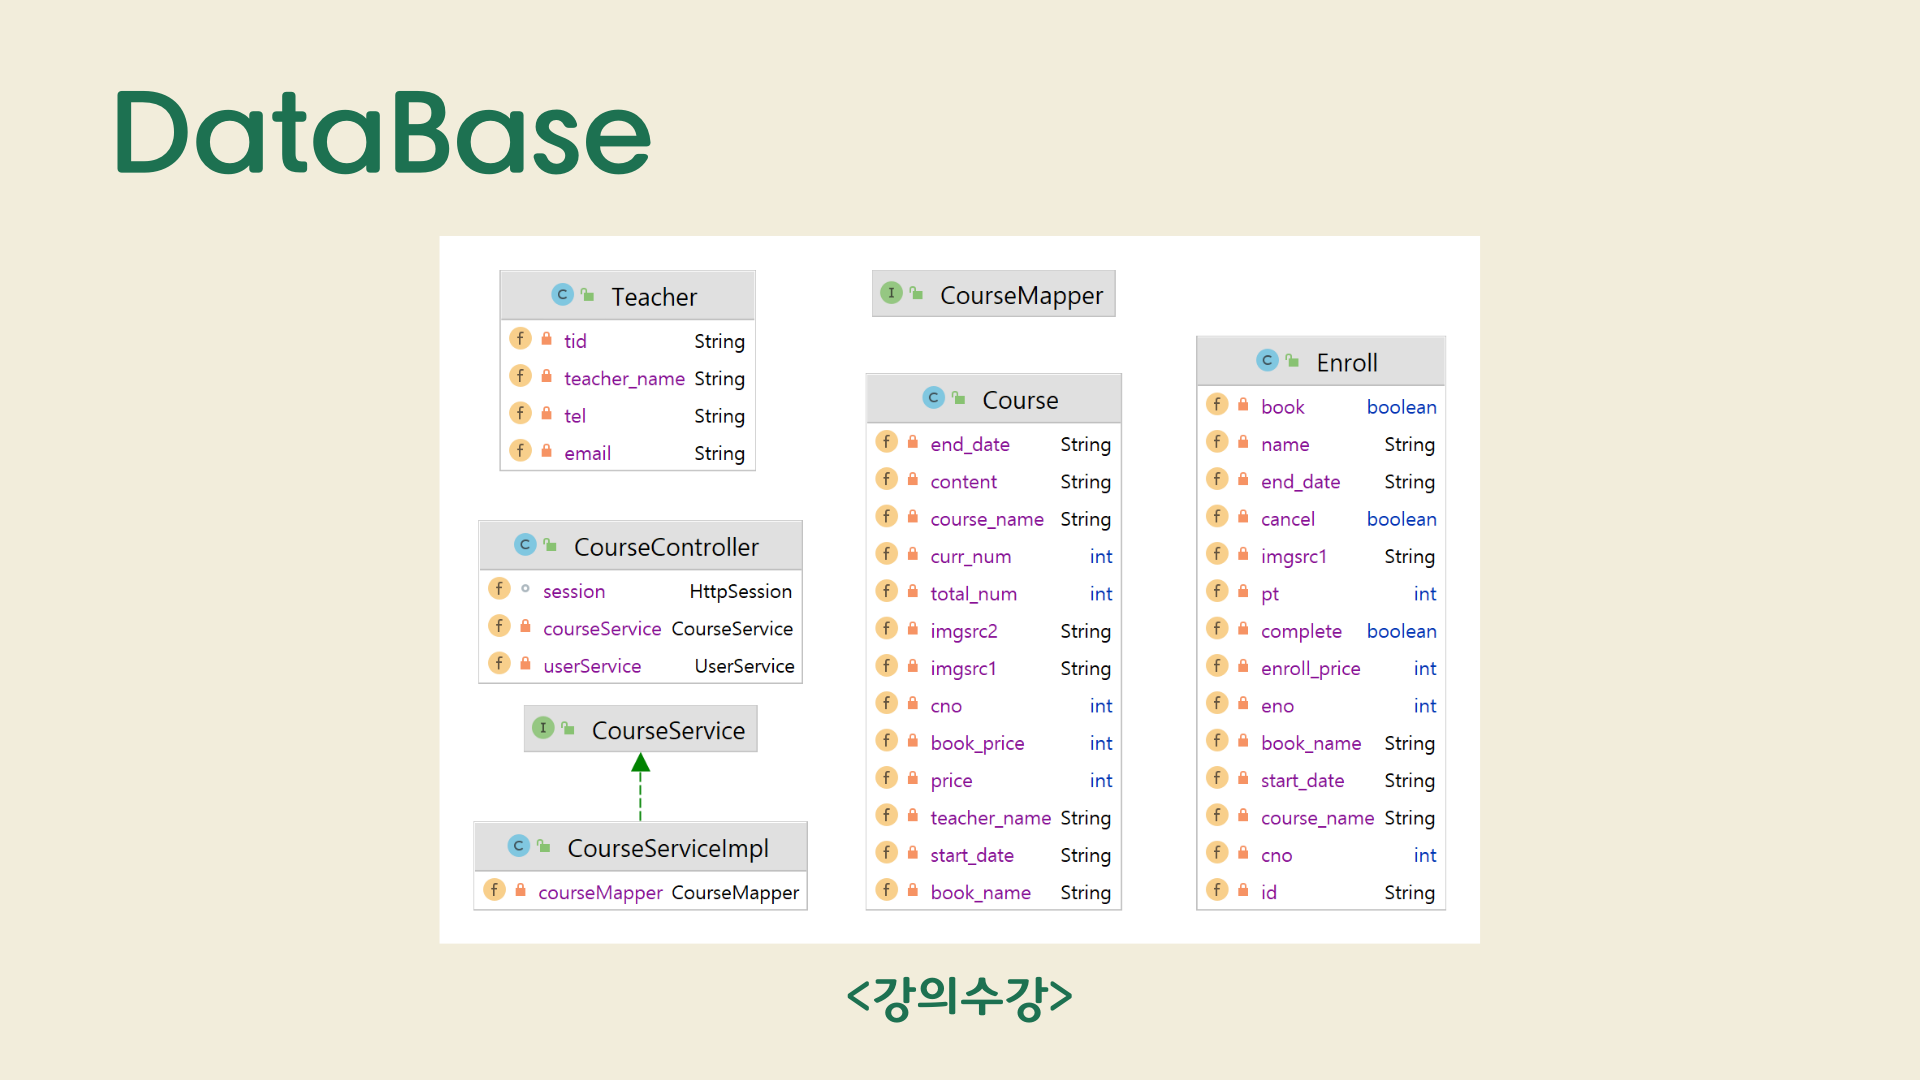 DataBase
Teacher
tid String
teacher_name String
tel String
email String
CourseController
session HttpSession
courseService CourseService
userService UserService
CourseService
CourseServiceImpl
courseMapper CourseMapper
CourseMapper
Course
end_date String
content String
course_name String
curr_num int
total_num int
imgsrc2 String
imgsrc1 String
cno int
book_price int
price int
teacher_name String
start_date String
book_name String
Enroll
book boolean
name String
end_date String
cancel boolean
imgsrc1 String
pt int
complete boolean
enroll_price int
eno int
book_name String
start_date String
course_name String
cno int
id String
<강의수강>